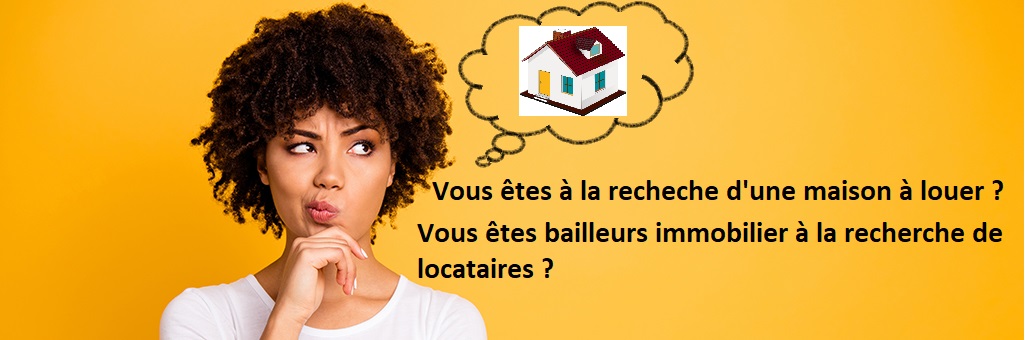 Vous êtes à la recheche d'une maison à louer ?
Vous êtes bailleurs immobilier à la recherche de
locataires ?